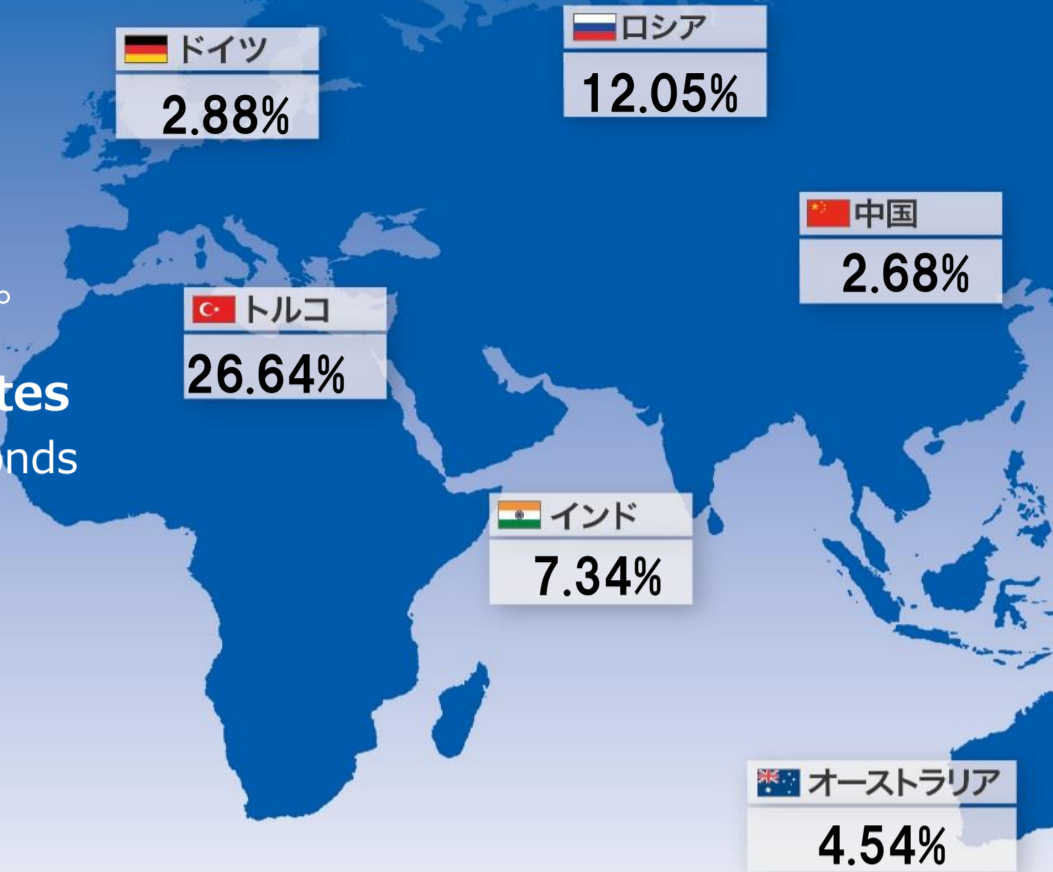 ドイツ
2.88%
ロシア
12.05%
中国
2.68%
。
トルコ
26.64%
tes
onds
インド
7.34%
オーストラリア
4.54%